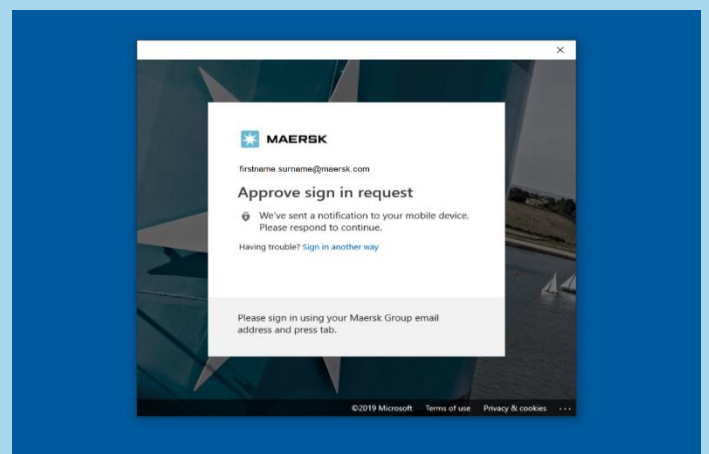 MAERSK
firstname.surname@maersk.com
Approve sign in request
We've sent a notification to your mobile device.
Please respond to continue.
Having trouble? Sign in another way
Please sign in using your Maersk Group email
address and press tab.
©2019 Microsoft Terms of use Privacy & cookies ...